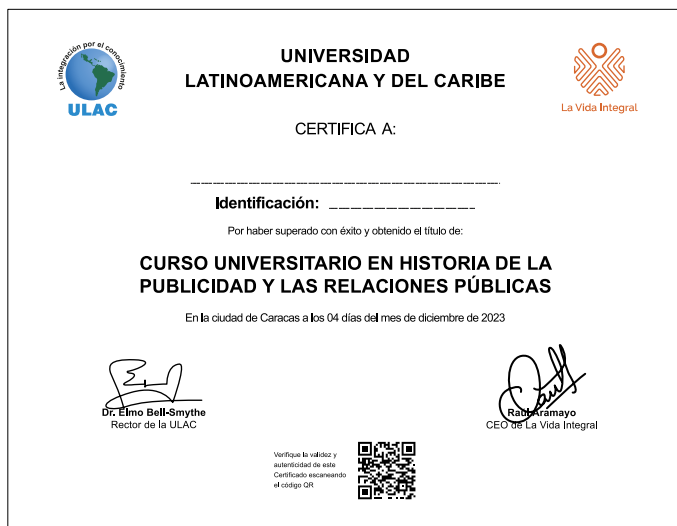 La integración por el conocimiento
ULAC
UNIVERSIDAD
LATINOAMERICANA Y DEL CARIBE
La Vida Integral
CERTIFICA A:
Identificación:
Por haber superado con éxito y obtenido el título de:
CURSO UNIVERSITARIO EN HISTORIA DE LA
PUBLICIDAD Y LAS RELACIONES PÚBLICAS
En la ciudad de Caracas a los 04 días del mes de diciembre de 2023
Dr. Elmo Bell-Smythe
Rector de la ULAC
Raúl Aramayo
CEO de La Vida Integral
Verifique la validez y
autenticidad de este
Certificado escaneando
el código QR